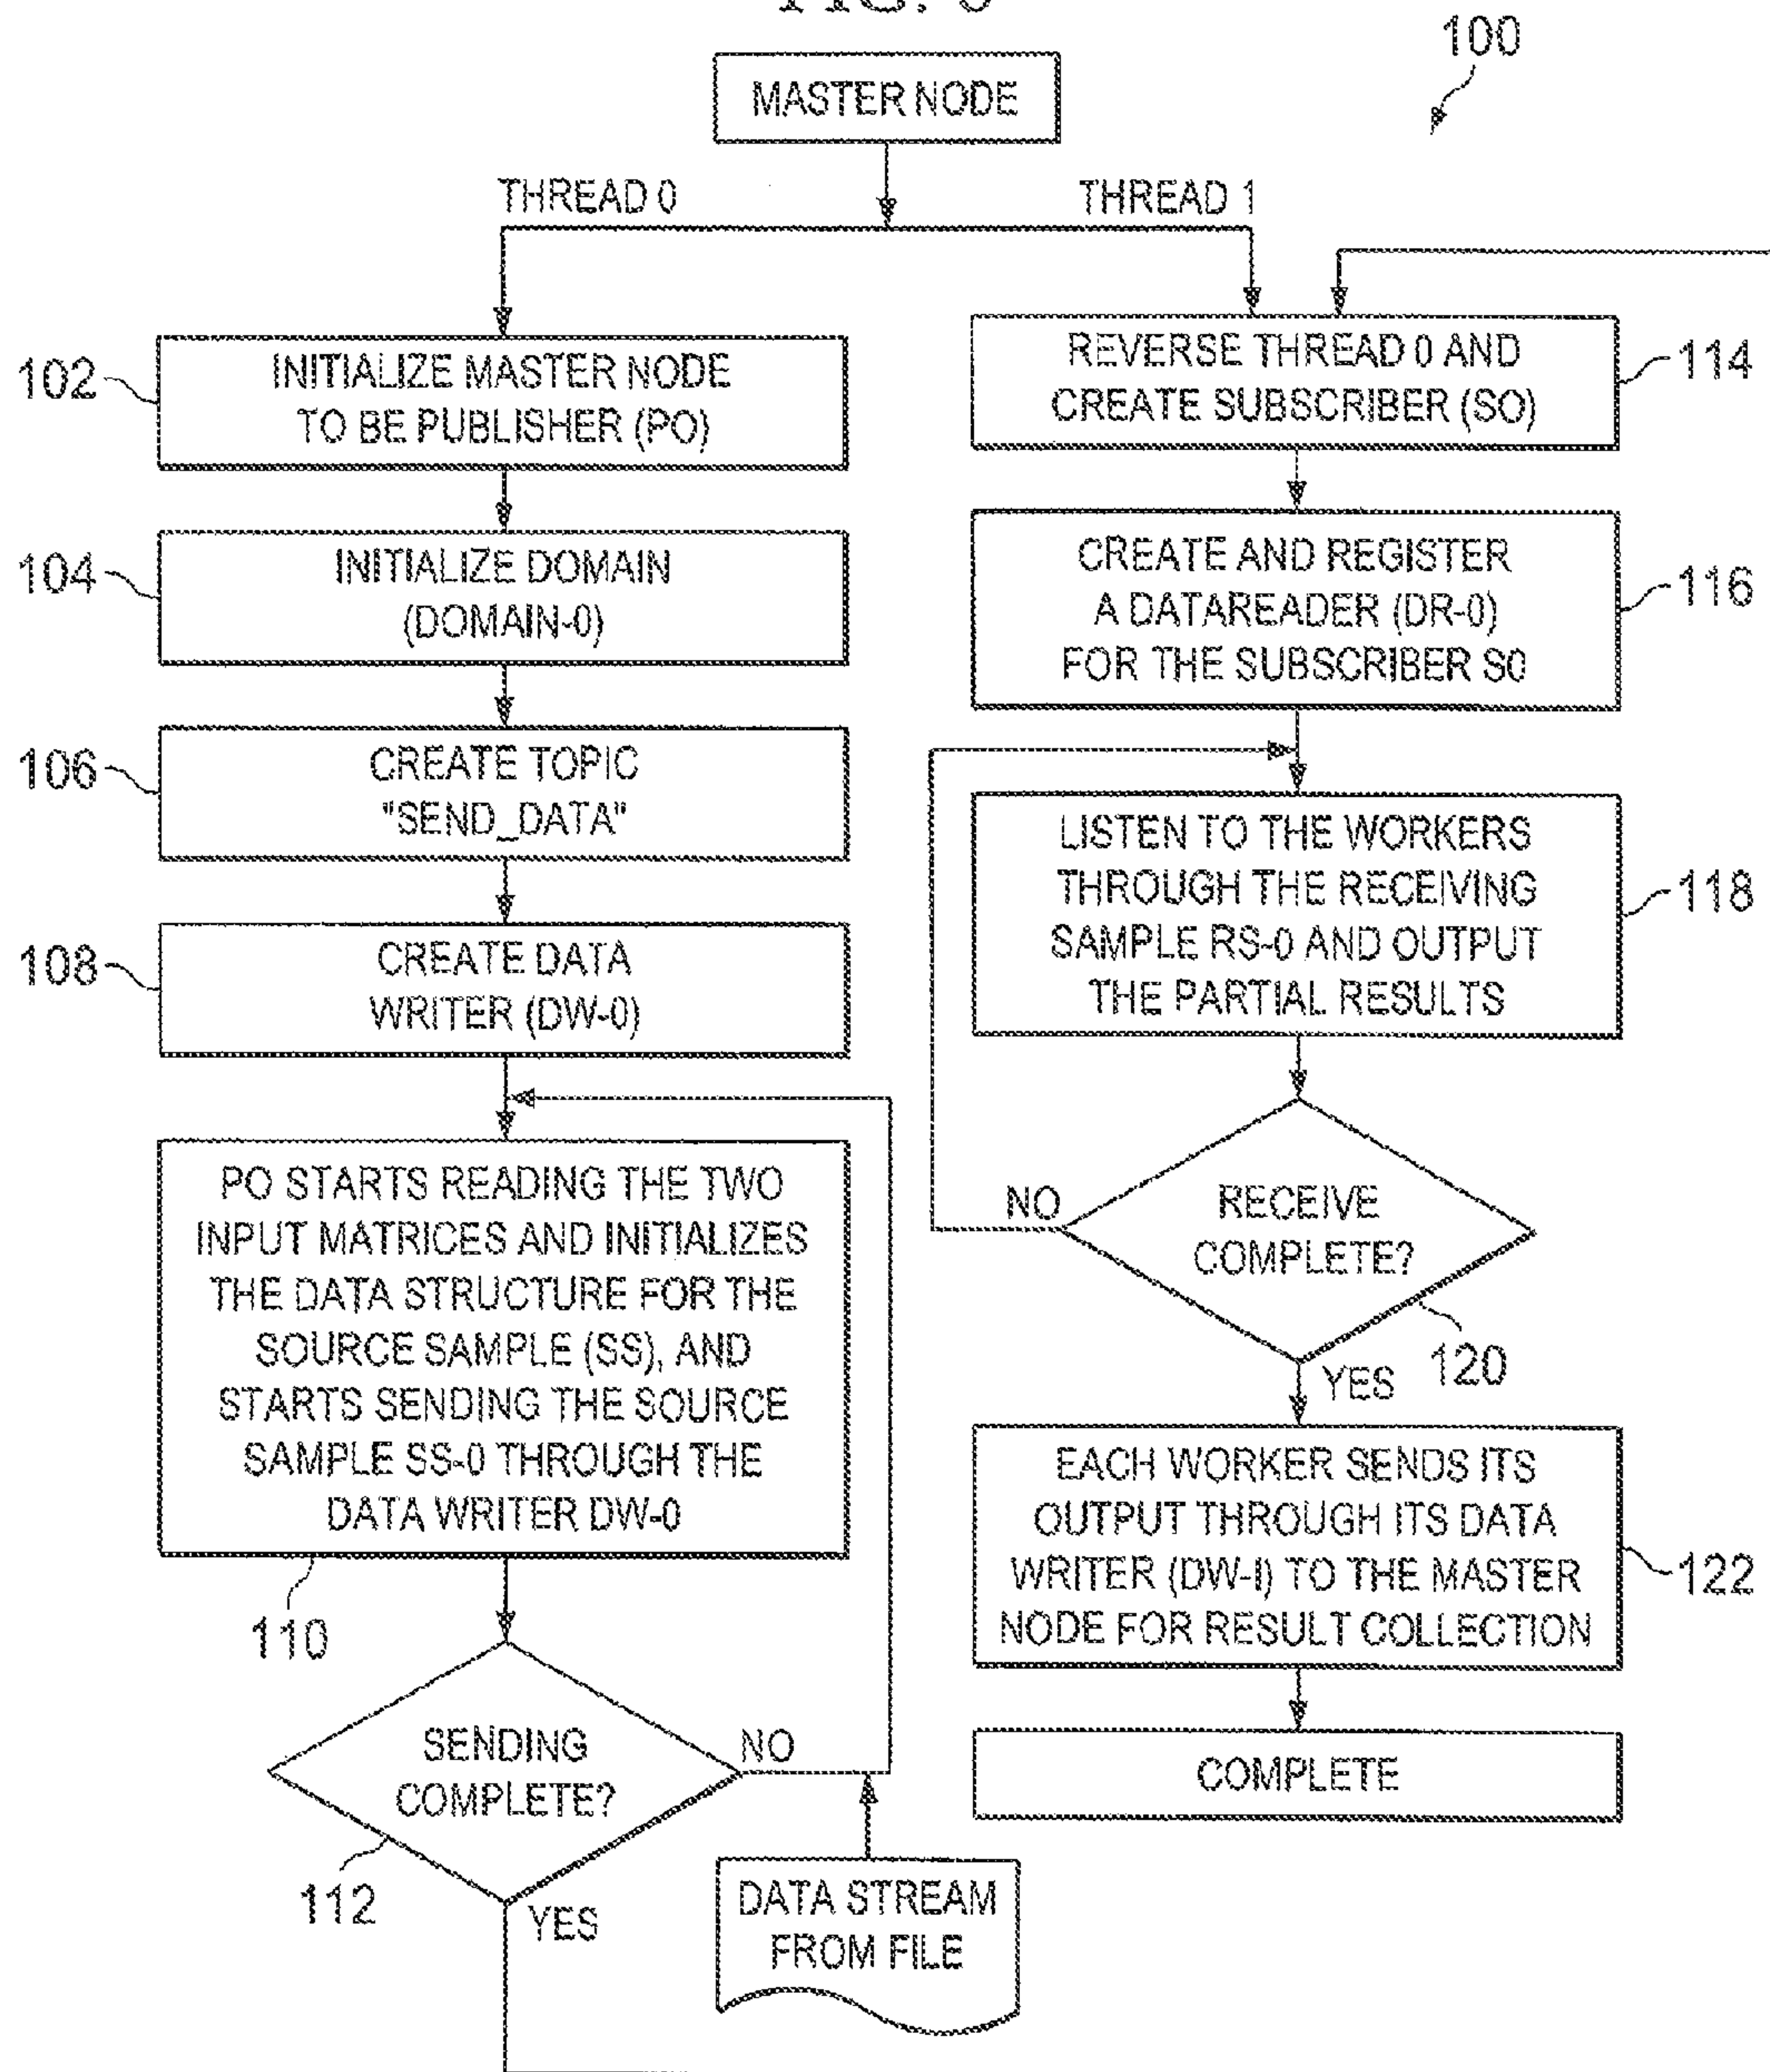 100
MASTER NODE
THREAD 0
THREAD 1
102
INITIALIZE MASTER NODE
TO BE PUBLISHER (PO)
104
INITIALIZE DOMAIN
(DOMAIN-0)
106
CREATE TOPIC
"SEND_DATA"
108
CREATE DATA
WRITER (DW-0)
PO STARTS READING THE TWO
INPUT MATRICES AND INITIALIZES
THE DATA STRUCTURE FOR THE
SOURCE SAMPLE (SS), AND
STARTS SENDING THE SOURCE
SAMPLE SS-0 THROUGH THE
DATA WRITER DW-0
110
SENDING
COMPLETE?
NO
112
YES
DATA STREAM
FROM FILE
REVERSE THREAD 0 AND
CREATE SUBSCRIBER (SO)
114
CREATE AND REGISTER
A DATAREADER (DR-0)
FOR THE SUBSCRIBER S0
116
LISTEN TO THE WORKERS
THROUGH THE RECEIVING
SAMPLE RS-0 AND OUTPUT
THE PARTIAL RESULTS
118
NO
RECEIVE
COMPLETE?
120
YES
EACH WORKER SENDS ITS
OUTPUT THROUGH ITS DATA
WRITER (DW-I) TO THE MASTER
NODE FOR RESULT COLLECTION
122
COMPLETE